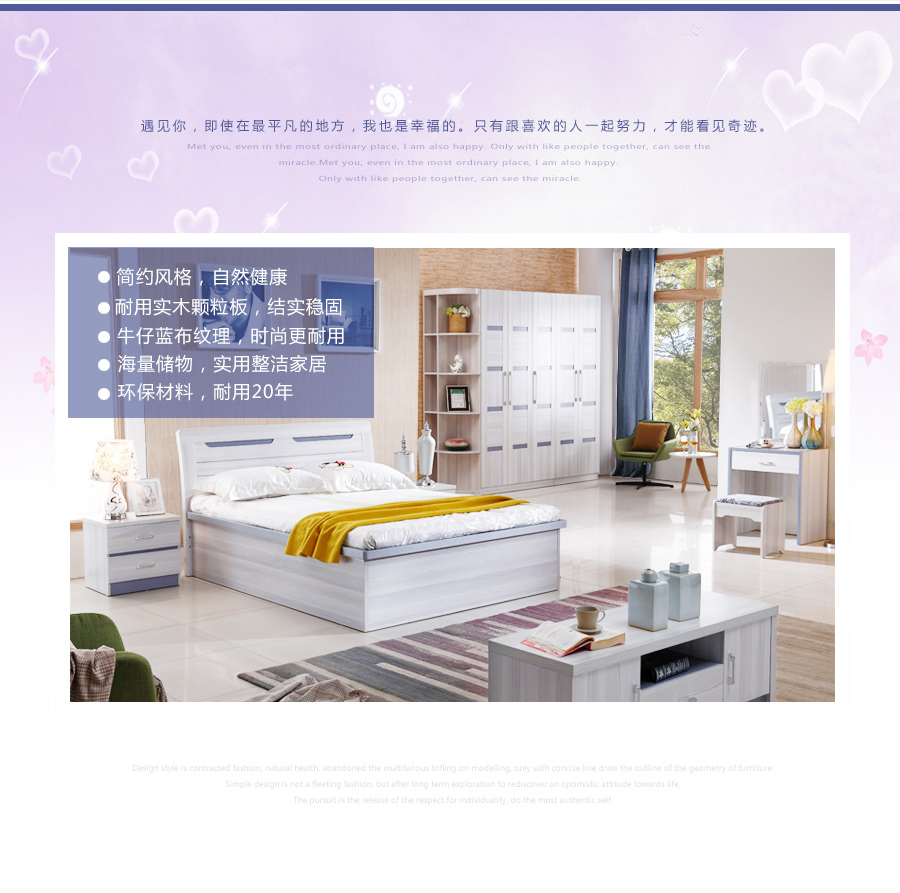 遇见你，即使在最平凡的地方，我也是幸福的。只有跟喜欢的人一起努力，才能看见奇迹。
Met you, even in the most ordinary place, I am also happy. Only with like people together, can see the
miracle.Met you, even in the most ordinary place, I am also happy.
Only with like people together, can see the miracle.
简约风格，自然健康
耐用实木颗粒板，结实稳固
牛仔蓝布纹理，时尚更耐用
海量储物，实用整洁家居
环保材料，耐用20年
Design style is contracted fashion, natural health, abandoned the multifarious trifling on modelling, only with concise line draw the outline of the geometry of furniture.
Simple design is not a fleeting fashion, but after long term exploration to rediscover an optimistic attitude towards life.
The pursuit is the release of the respect for individuality, do the most authentic self.